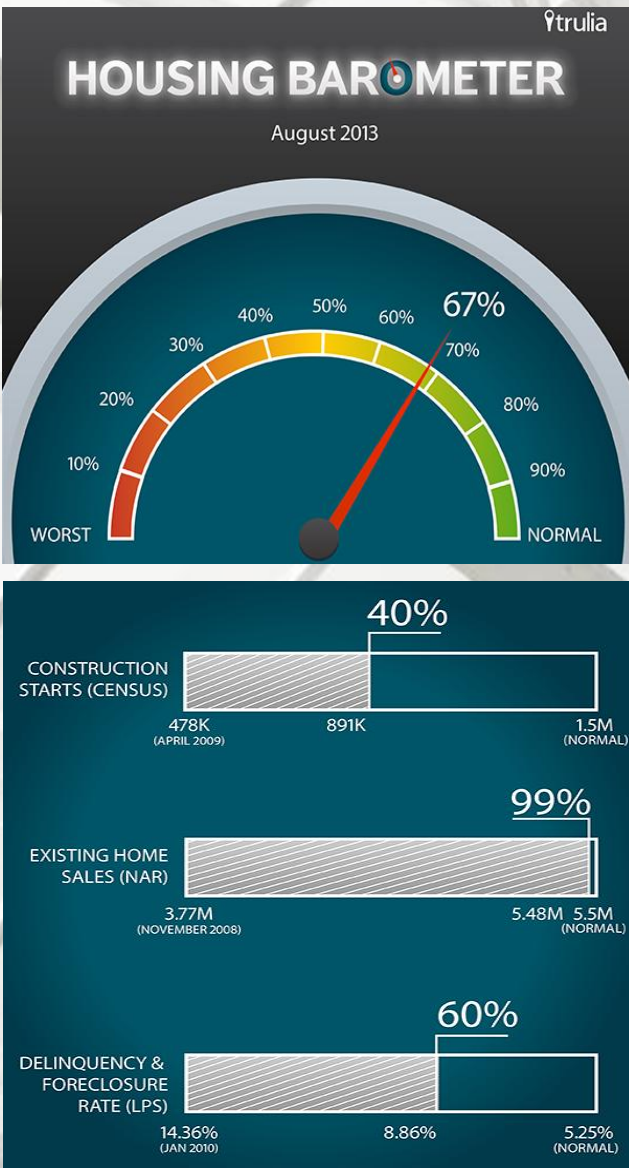 trulia
HOUSING BAROMETER
August 2013
67%
50%
40%
60%
30%
70%
20%
80%
10%
90%
WORST
NORMAL
40%
CONSTRUCTION
STARTS (CENSUS)
478K
891K
1.5M
(APRIL 2009)
(NORMAL)
99%
EXISTING HOME
SALES (NAR)
3.77M
5.48M
5.5M
(NOVEMBER 2008)
(NORMAL)
60%
DELINQUENCY &
FORECLOSURE
RATE (LPS)
14.36%
8.86%
5.25%
(JAN 2010)
(NORMAL)